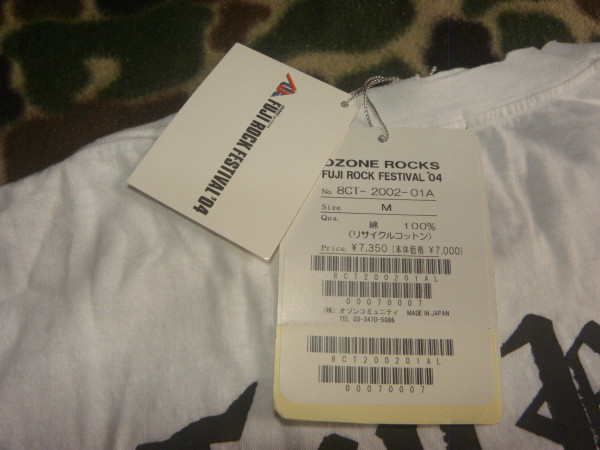 FUJI ROCK FESTIVAL '04
OZONE ROCKS
FUJI ROCK FESTIVAL '04
No. 8CT-2002-01A
Size. M
Qua.
綿 100%
(リサイクルコットン)
Price ¥7,350 (本体価格 ¥7,000)
8CT200201AL
00070007
(株) オゾンコミュニティ MADE IN JAPAN
TEL 03-3470-5086
8CT200201AL
00070007